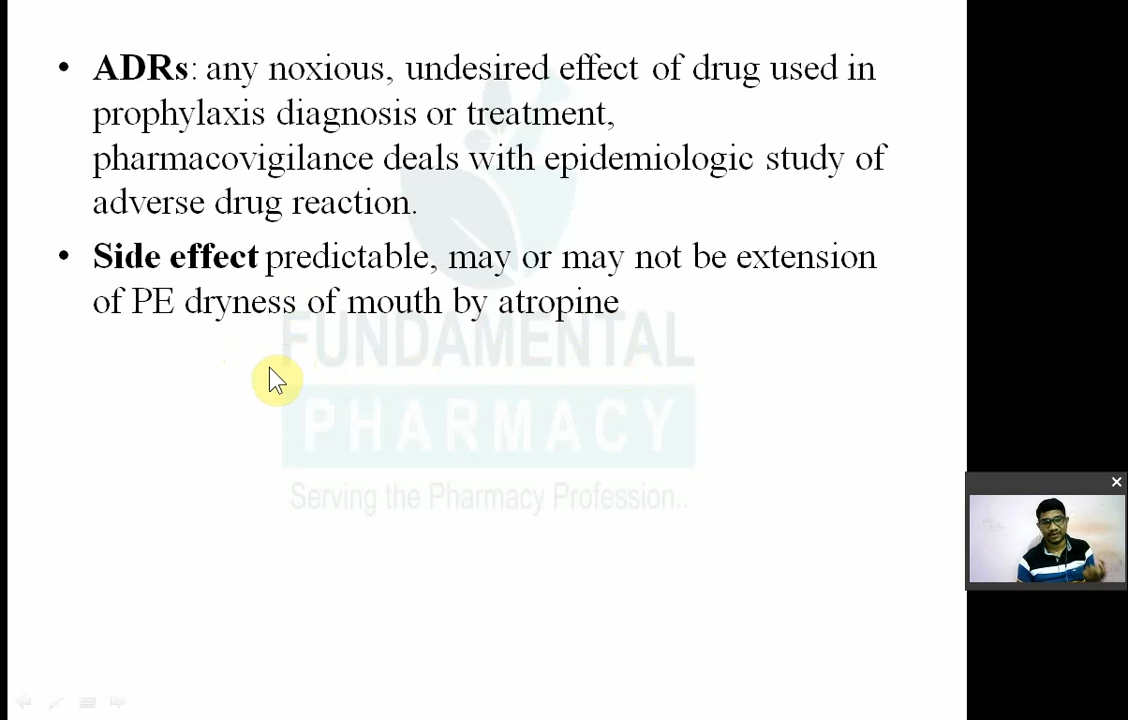 • ADRs: any noxious, undesired effect of drug used in
prophylaxis diagnosis or treatment,
pharmacovigilance deals with epidemiologic study of
adverse drug reaction.
• Side effect predictable, may or may not be extension
of PE dryness of mouth by atropine
FUNDAMENTAL
PHARMACY
Serving the Pharmacy Profession..